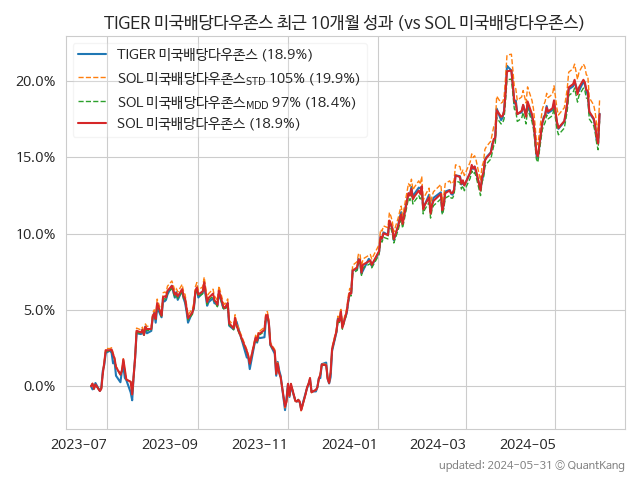 TIGER 미국배당다우존스 최근 10개월 성과 (vs SOL 미국배당다우존스)
TIGER 미국배당다우존스 (18.9%)
SOL 미국배당다우존스STD 105% (19.9%)
SOL 미국배당다우존스MDD 97% (18.4%)
SOL 미국배당다우존스 (18.9%)
20.0%
15.0%
10.0%
5.0%
0.0%
2023-07 2023-09 2023-11 2024-01 2024-03 2024-05
updated: 2024-05-31 © QuantKang